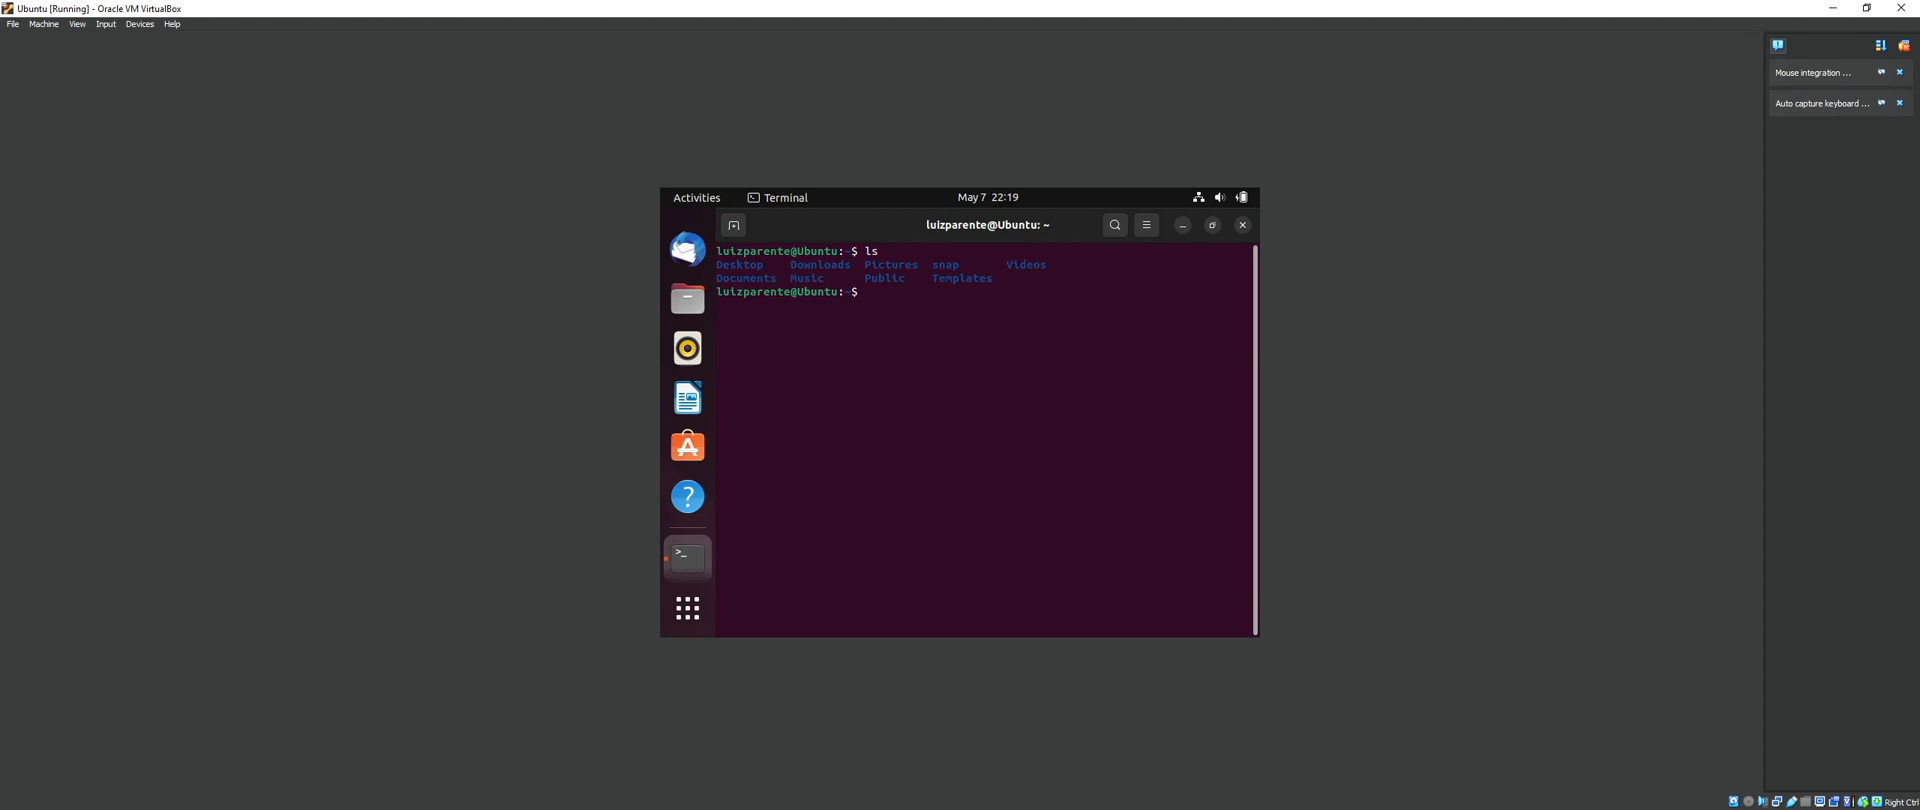 Ubuntu [Running] - Oracle VM VirtualBox
File Machine View Input Devices Help
Mouse integration ...
Auto capture keyboard ...
Activities Terminal May 7 22:19
luizparente@Ubuntu: ~
luizparente@Ubuntu:~$ ls
Desktop Downloads Pictures snap Videos
Documents Music Public Templates
luizparente@Ubuntu:~$
Right Ctrl